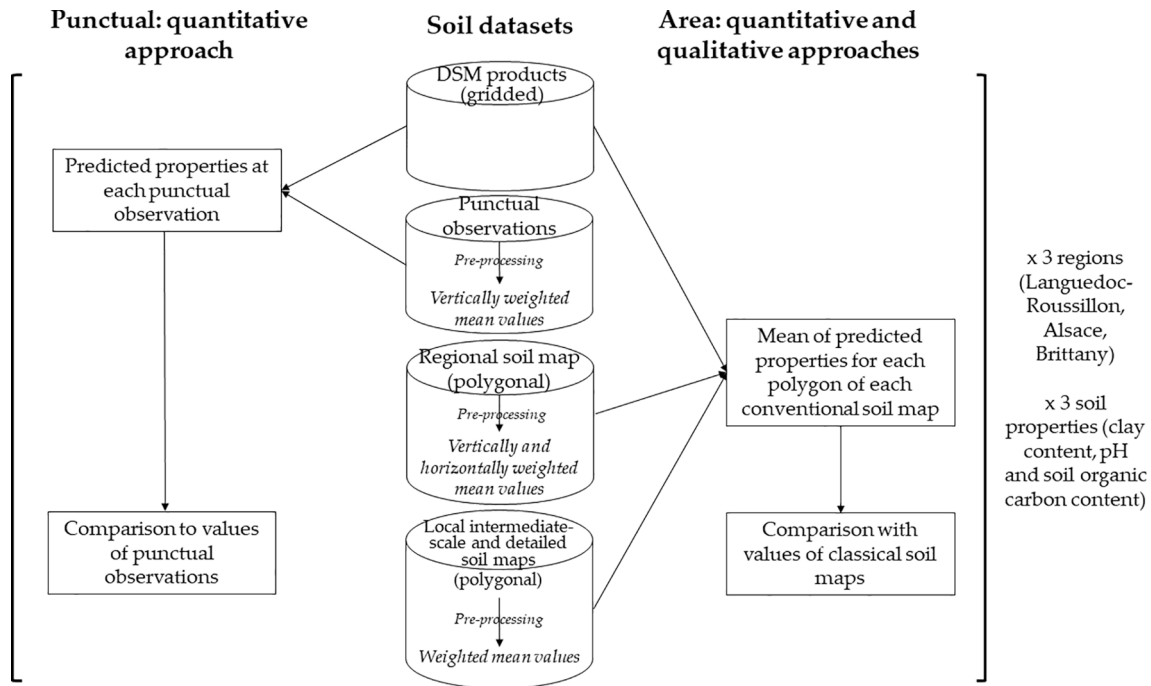 Punctual: quantitative
approach
Soil datasets
Area: quantitative and
qualitative approaches
DSM products
(gridded)
Predicted properties at
each punctual
observation
Punctual
observations
Pre-processing
Vertically weighted
mean values
Regional soil map
(polygonal)
Pre-processing
Vertically and
horizontally weighted
mean values
Mean of predicted
properties for each
polygon of each
conventional soil map
x 3 regions
(Languedoc-
Roussillon,
Alsace,
Brittany)
x 3 soil
properties (clay
content, pH
and soil organic
carbon content)
Comparison to values
of punctual
observations
Local intermediate-
scale and detailed
soil maps
(polygonal)
Pre-processing
Weighted mean values
Comparison with
values of classical soil
maps